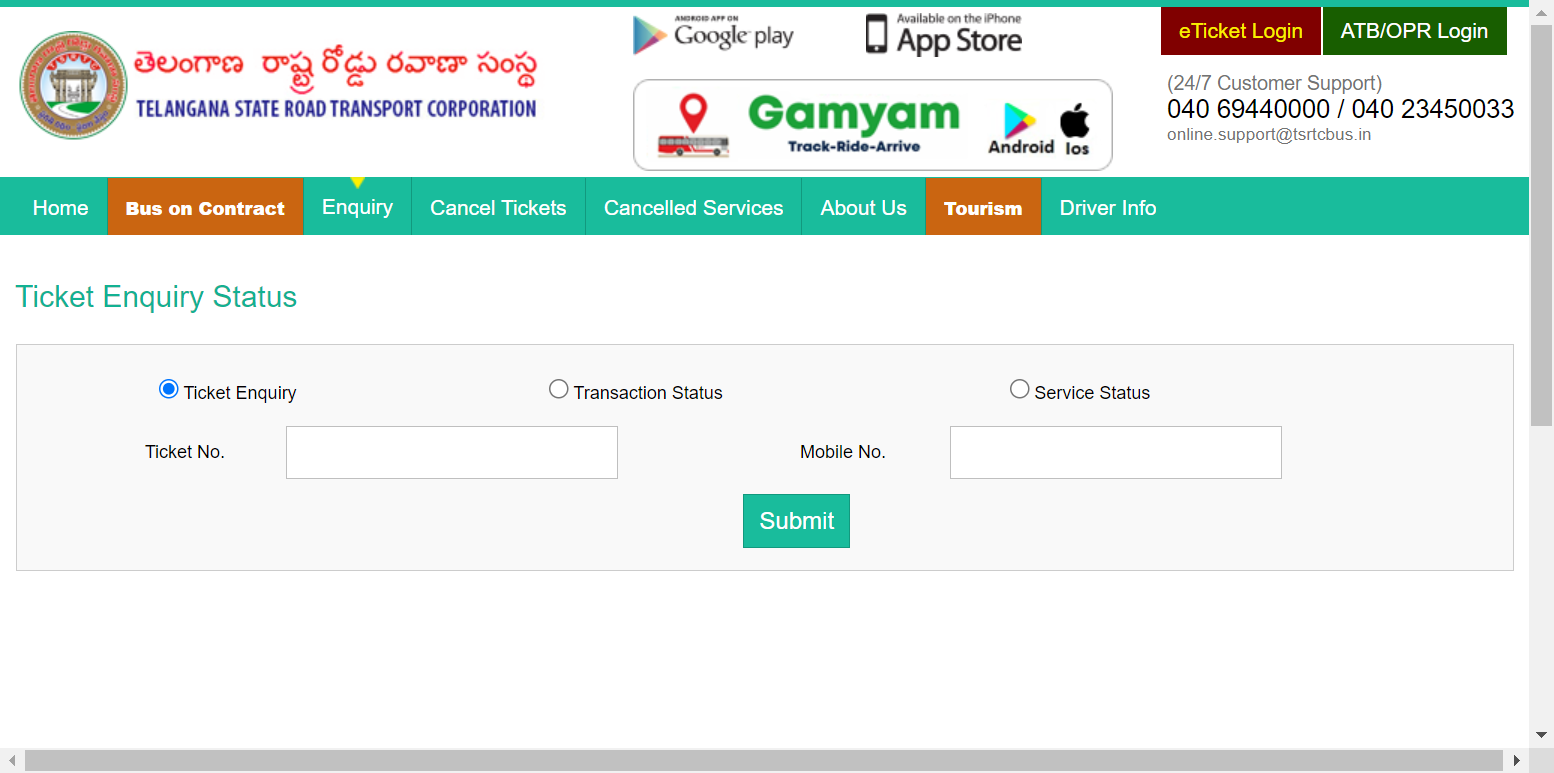 తెలంగాణ రాష్ట్ర రోడ్డు రవాణా సంస్థ
TELANGANA STATE ROAD TRANSPORT CORPORATION
ANDROID APP ON
Google play
Available on the iPhone
App Store
Gamyam
Track-Ride-Arrive
Android
Ios
eTicket Login
ATB/OPR Login
(24/7 Customer Support)
040 69440000 / 040 23450033
online.support@tsrtcbus.in
Home
Bus on Contract
Enquiry
Cancel Tickets
Cancelled Services
About Us
Tourism
Driver Info
Ticket Enquiry Status
Ticket Enquiry
Transaction Status
Service Status
Ticket No.
Mobile No.
Submit